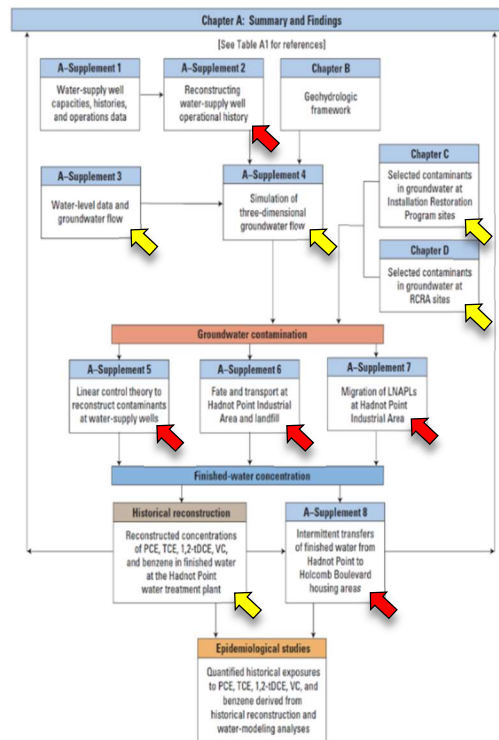 Chapter A: Summary and Findings
[See Table A1 for references]
A–Supplement 1
Water-supply well
capacities, histories,
and operations data
A–Supplement 2
Reconstructing
water-supply well
operational history
Chapter B
Geohydrologic
framework
A–Supplement 3
Water-level data and
groundwater flow
A–Supplement 4
Simulation of
three-dimensional
groundwater flow
Chapter C
Selected contaminants
in groundwater at
Installation Restoration
Program sites
Chapter D
Selected contaminants
in groundwater at
RCRA sites
Groundwater contamination
A–Supplement 5
Linear control theory to
reconstruct contaminants
at water-supply wells
A–Supplement 6
Fate and transport at
Hadnot Point Industrial
Area and landfill
A–Supplement 7
Migration of LNAPLs
at Hadnot Point
Industrial Area
Finished-water concentration
Historical reconstruction
Reconstructed concentrations
of PCE, TCE, 1,2-tDCE, VC,
and benzene in finished water
at the Hadnot Point
water treatment plant
A–Supplement 8
Intermittent transfers
of finished water from
Hadnot Point to
Holcomb Boulevard
housing areas
Epidemiological studies
Quantified historical exposures
to PCE, TCE, 1,2-tDCE, VC, and
benzene derived from
historical reconstruction and
water-modeling analyses